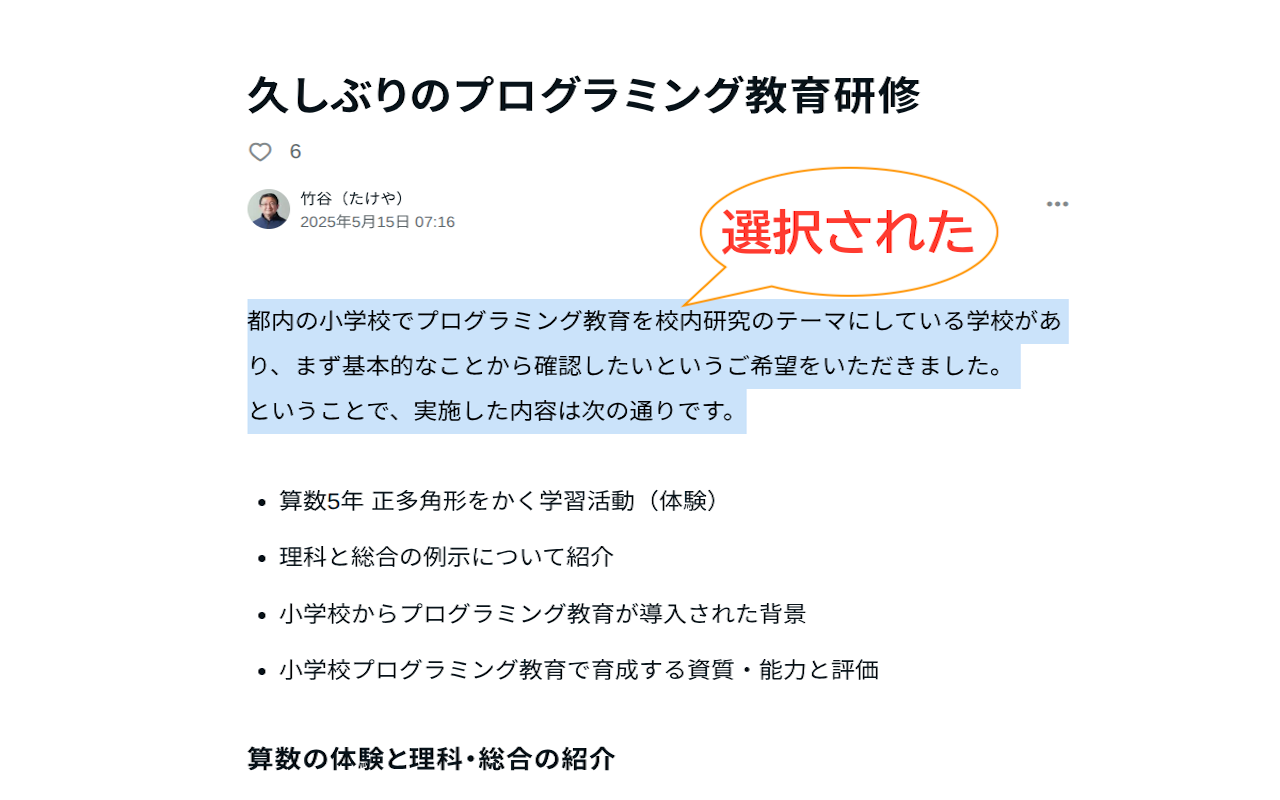 久しぶりのプログラミング教育研修
6
竹谷（たけや）
2025年5月15日 07:16
選択された
都内の小学校でプログラミング教育を校内研究のテーマにしている学校があ
り、まず基本的なことから確認したいというご希望をいただきました。
ということで、実施した内容は次の通りです。
• 算数5年 正多角形をかく学習活動（体験）
• 理科と総合の例示について紹介
• 小学校からプログラミング教育が導入された背景
• 小学校プログラミング教育で育成する資質・能力と評価
算数の体験と理科・総合の紹介